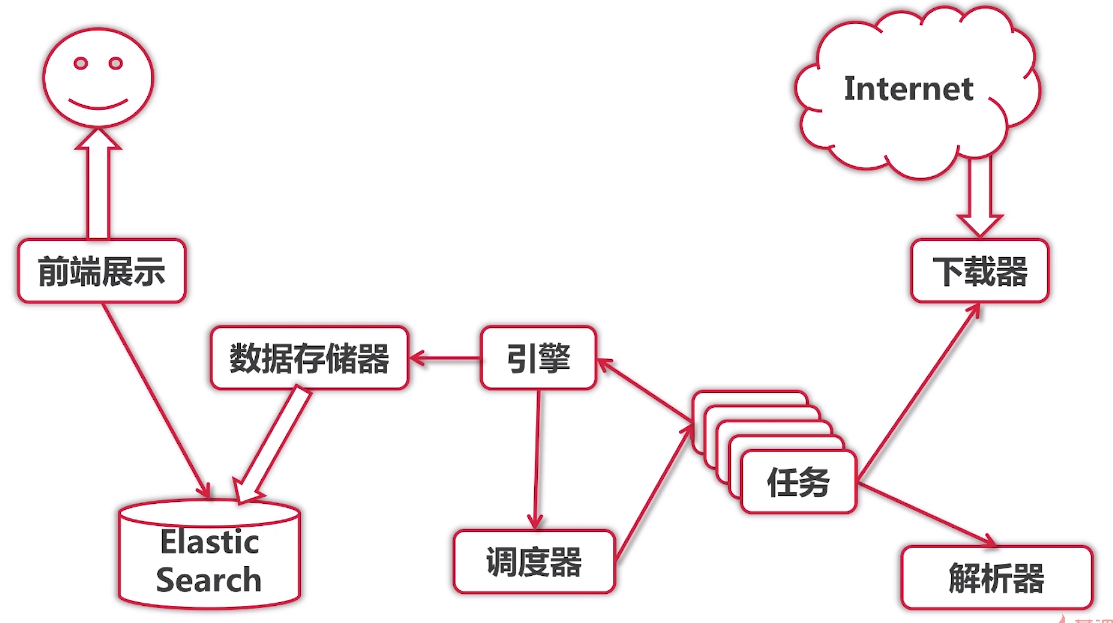 Internet
前端展示
下载器
数据存储器
引擎
任务
Elastic
Search
调度器
解析器